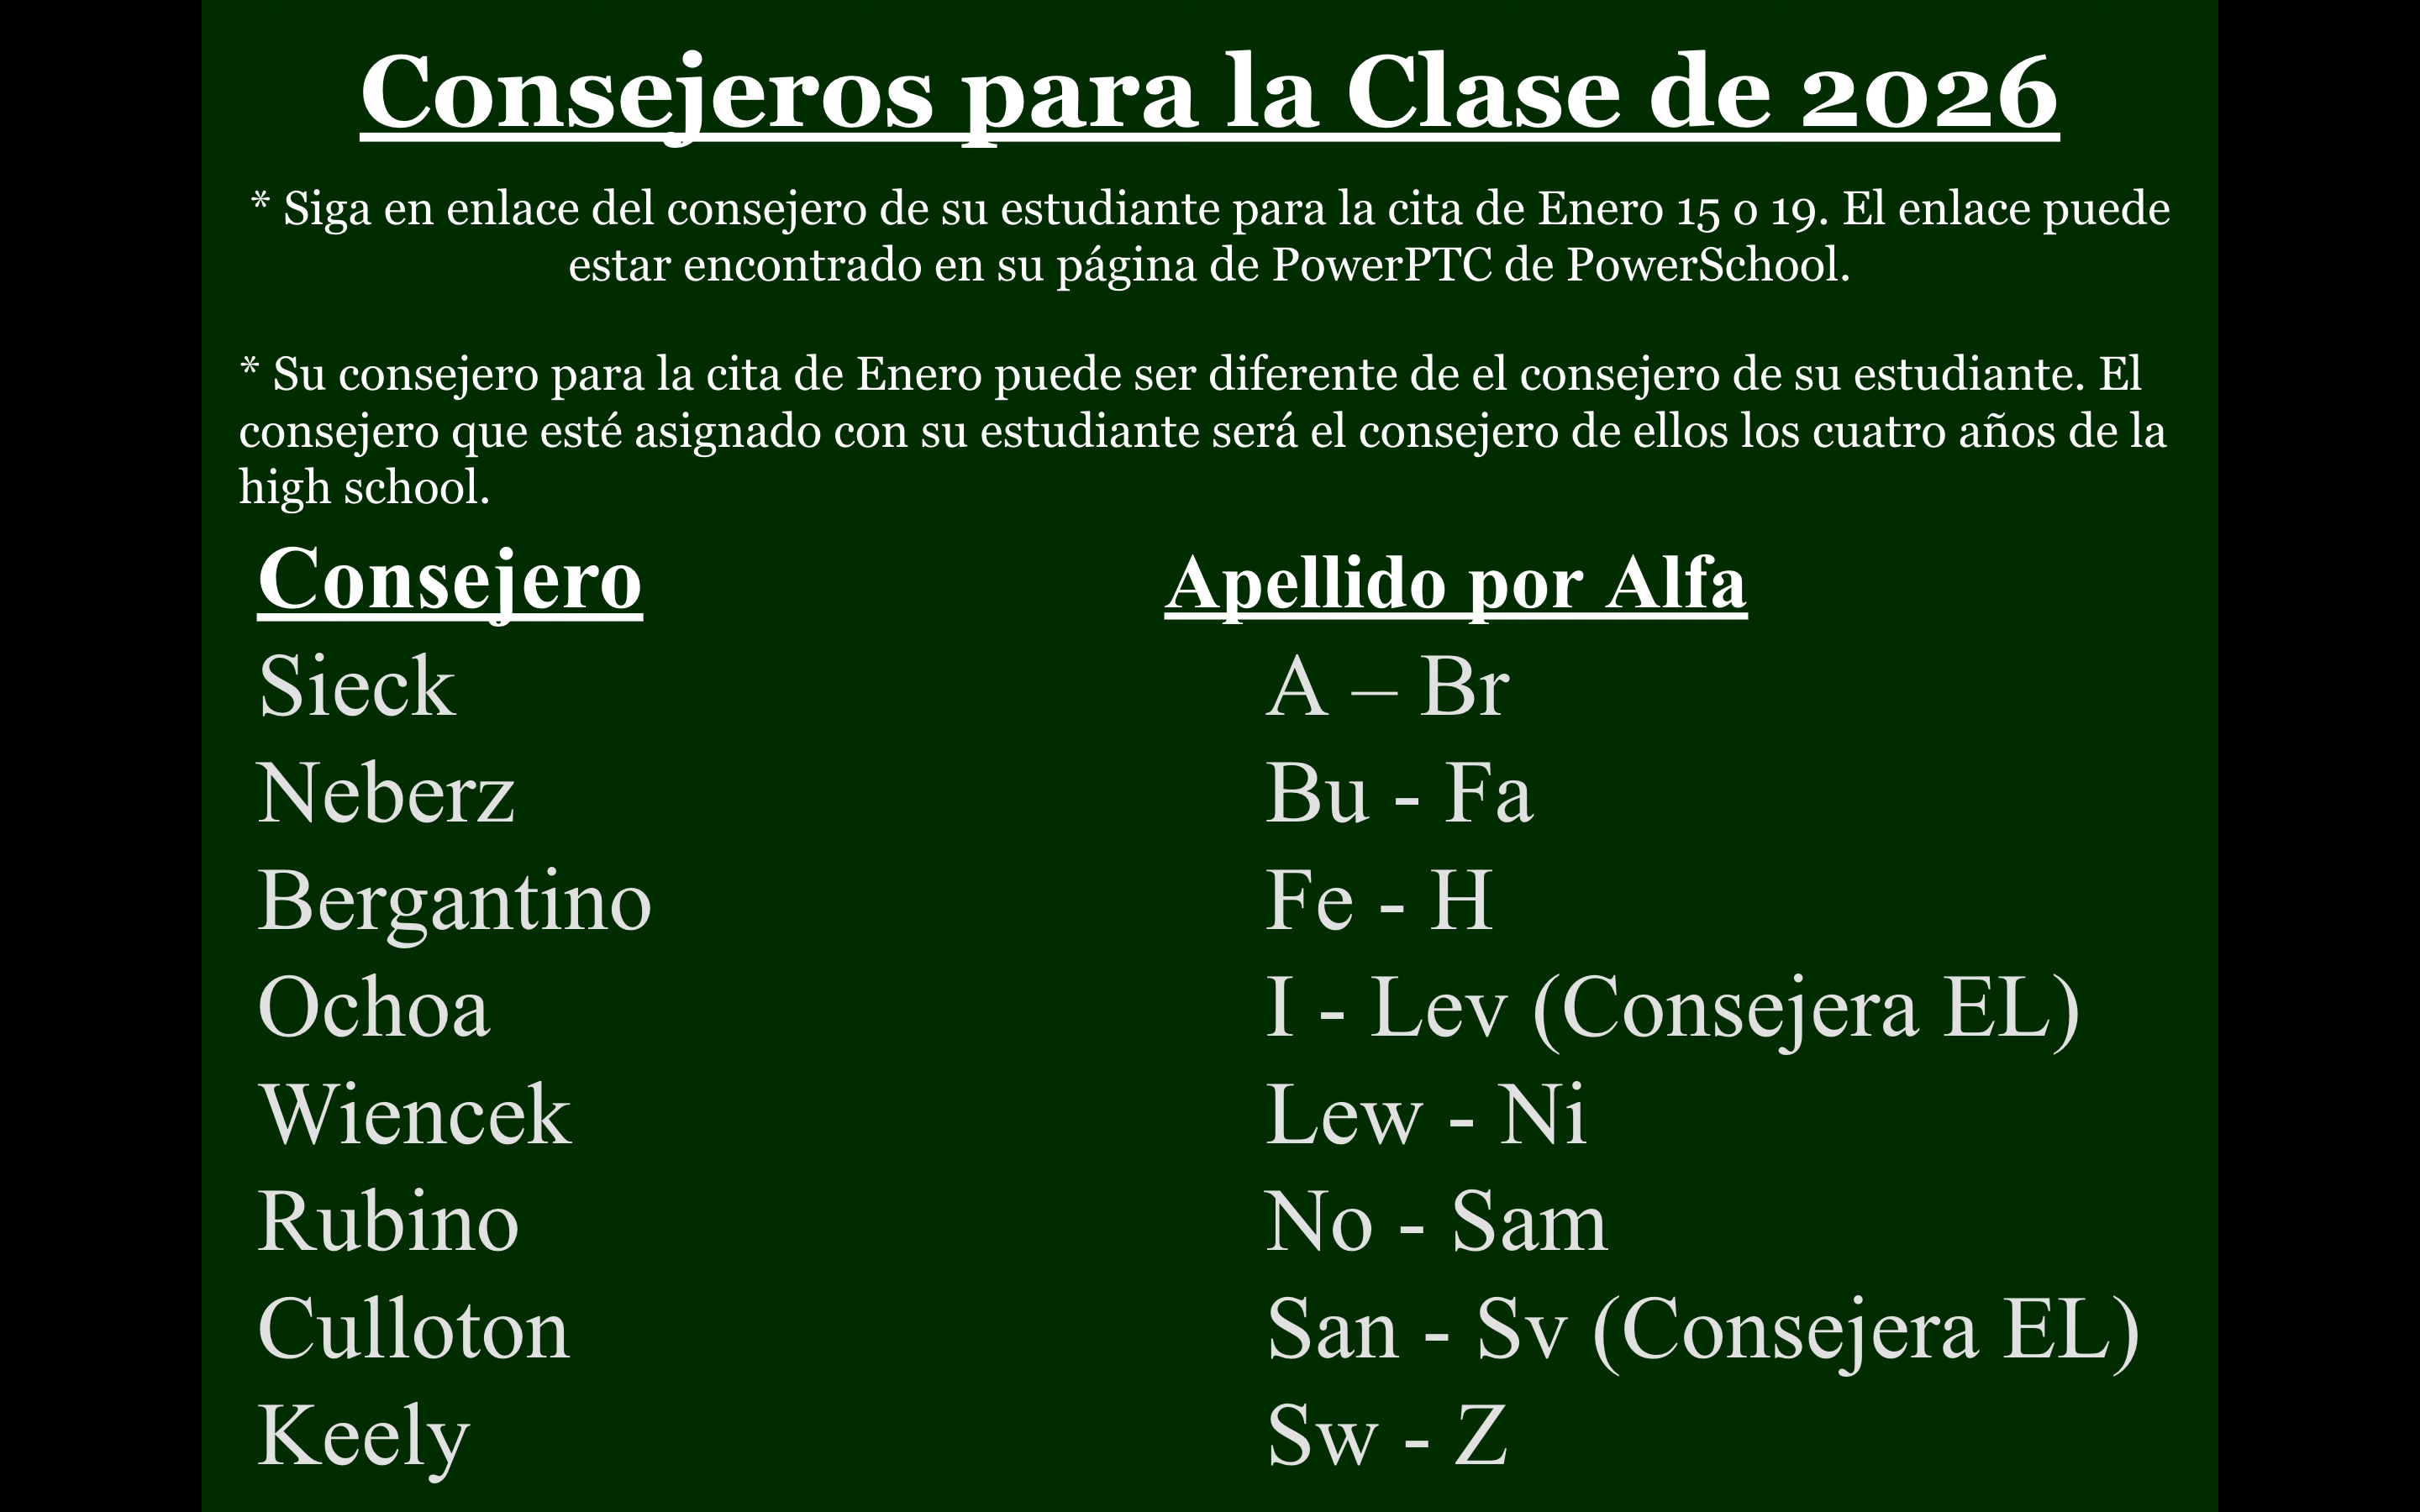 Consejeros para la Clase de 2026
* Siga en enlace del consejero de su estudiante para la cita de Enero 15 o 19. El enlace puede
estar encontrado en su página de PowerPTC de PowerSchool.
* Su consejero para la cita de Enero puede ser diferente de el consejero de su estudiante. El
consejero que esté asignado con su estudiante será el consejero de ellos los cuatro años de la
high school.
Consejero Apellido por Alfa
Sieck A – Br
Neberz Bu - Fa
Bergantino Fe - H
Ochoa I - Lev (Consejera EL)
Wiencek Lew - Ni
Rubino No - Sam
Culloton San - Sv (Consejera EL)
Keely Sw - Z